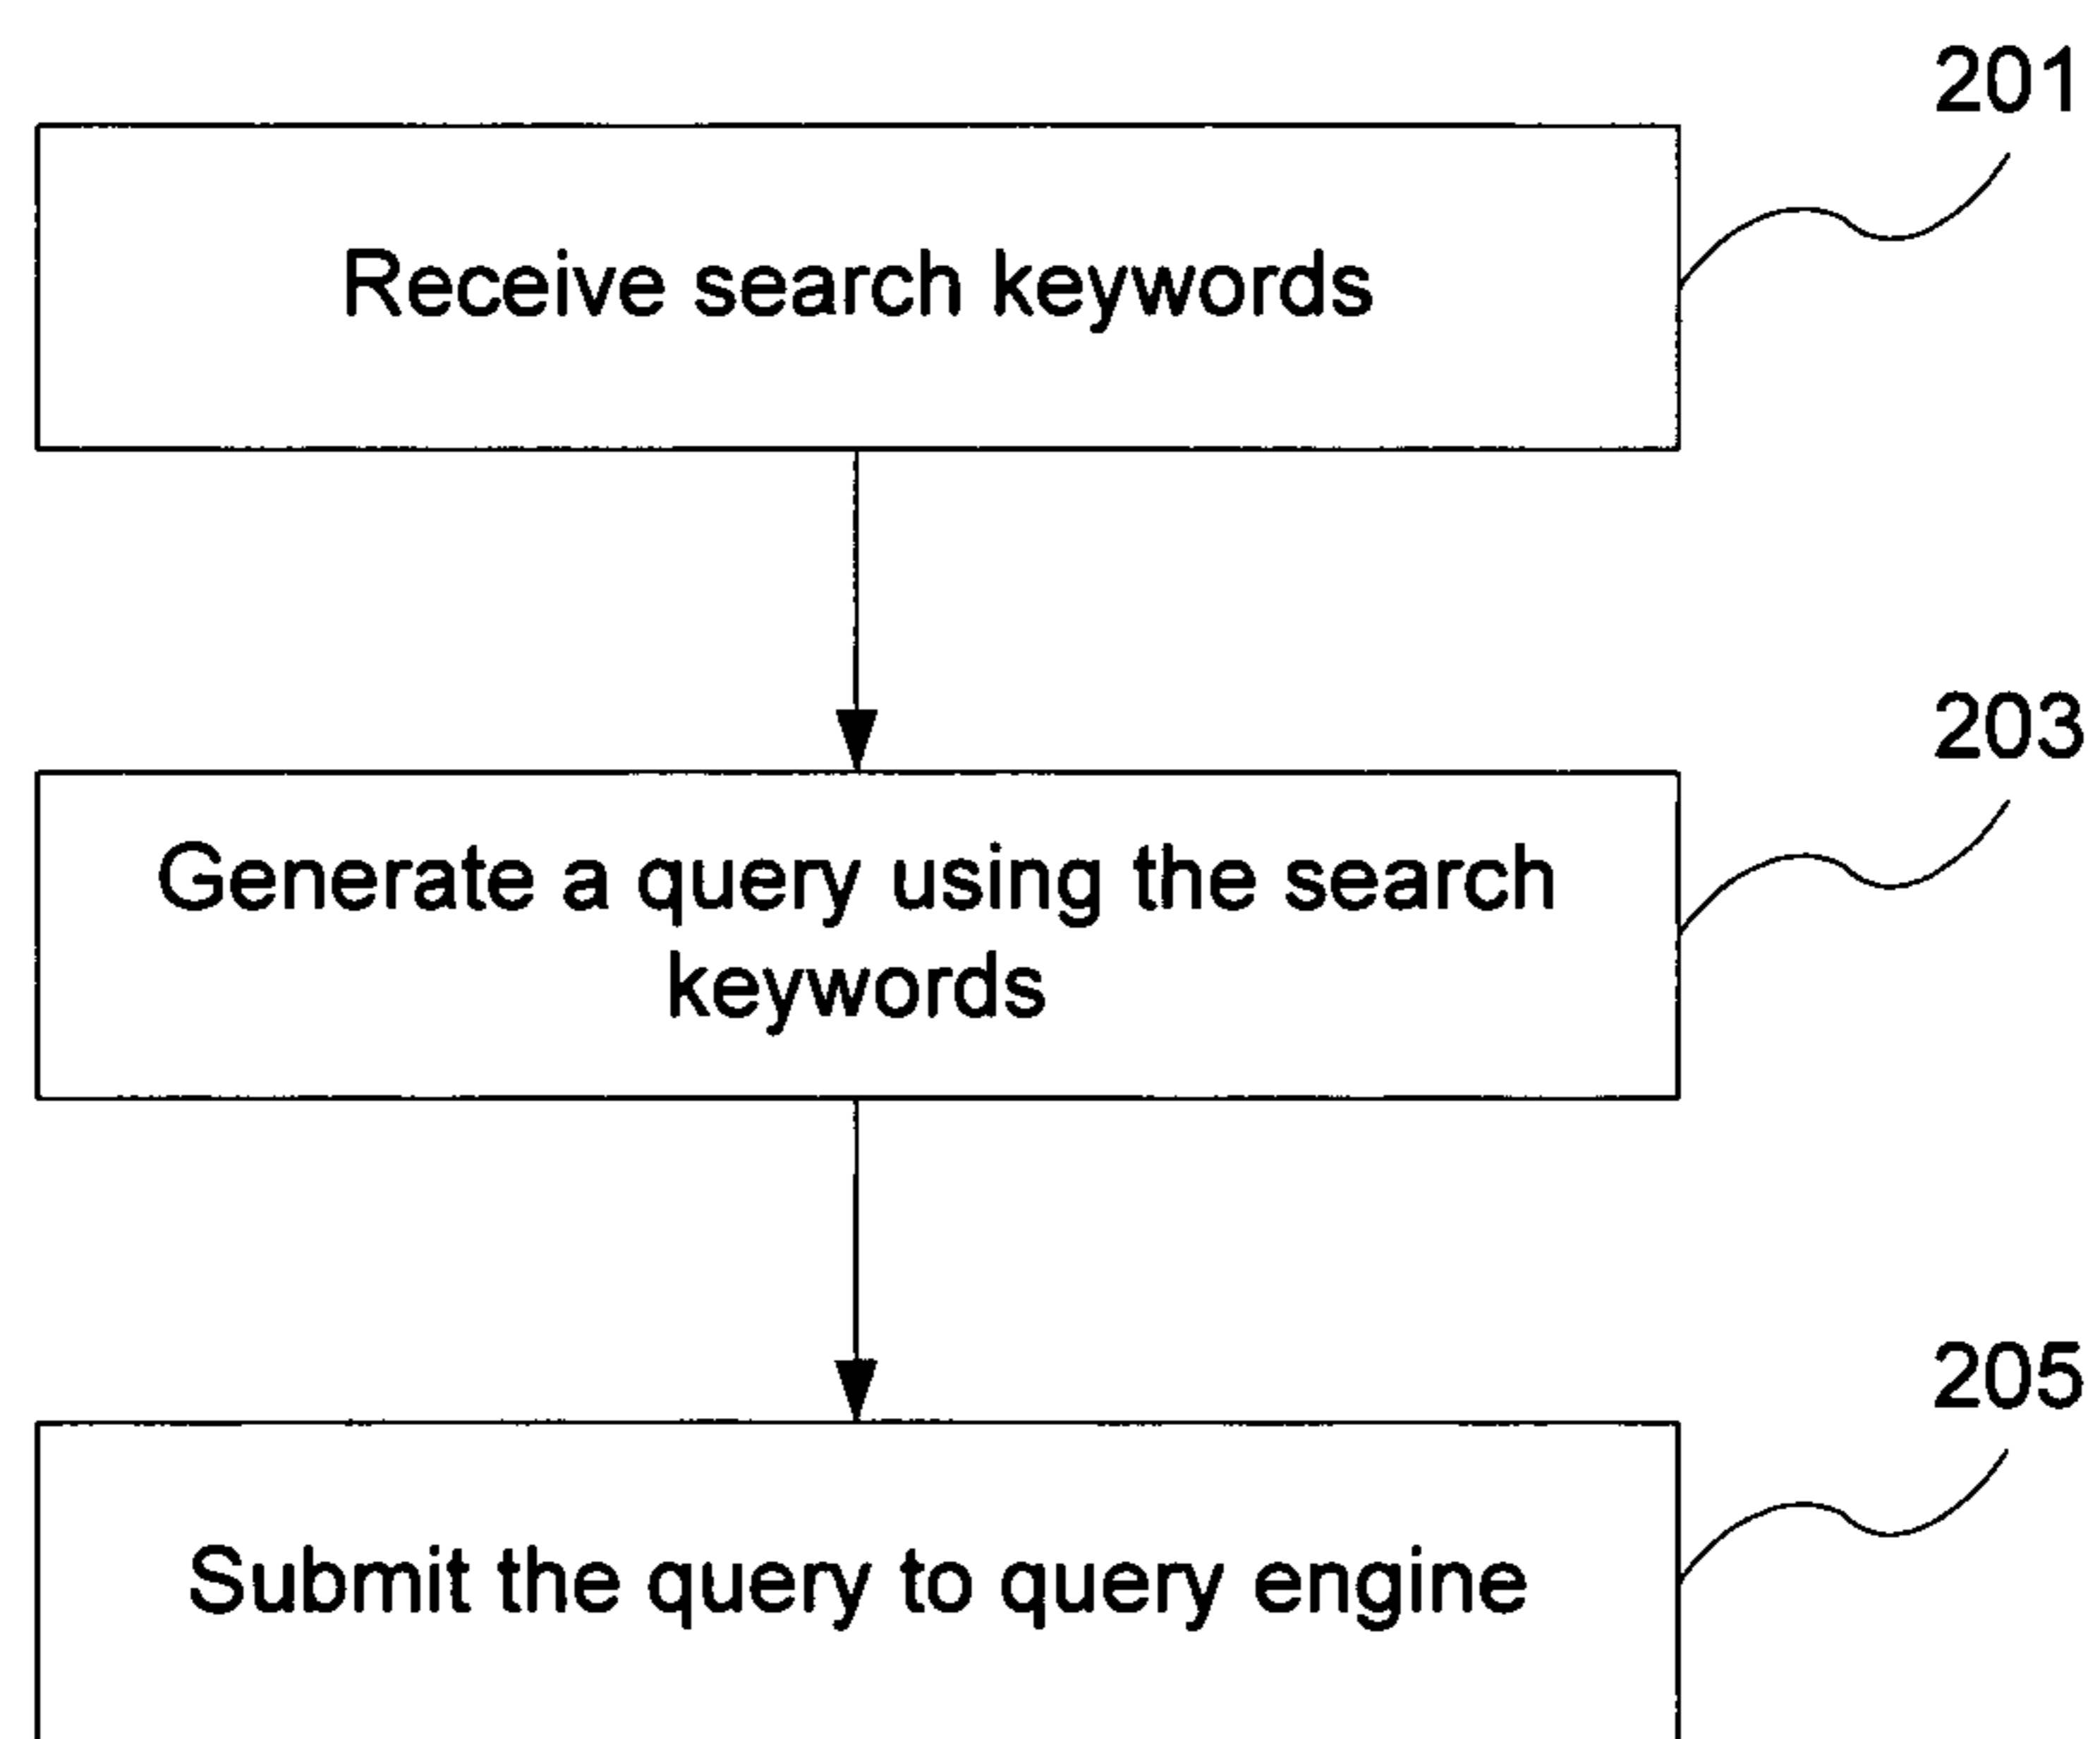 201
Receive search keywords
203
Generate a query using the search
keywords
205
Submit the query to query engine